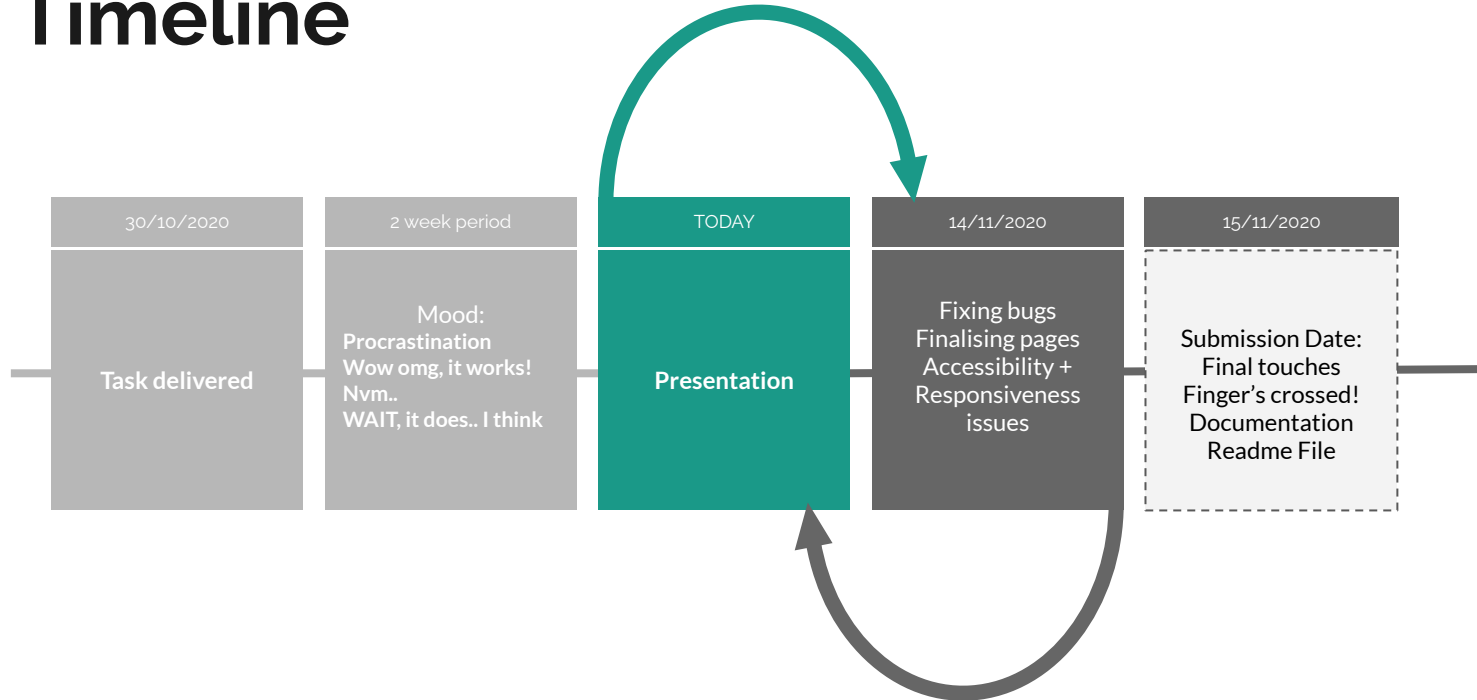 Timeline
30/10/2020
Task delivered
2 week period
Mood:
Procrastination
Wow omg, it works!
Nvm..
WAIT, it does.. I think
TODAY
Presentation
14/11/2020
Fixing bugs
Finalising pages
Accessibility +
Responsiveness
issues
15/11/2020
Submission Date:
Final touches
Finger’s crossed!
Documentation
Readme File